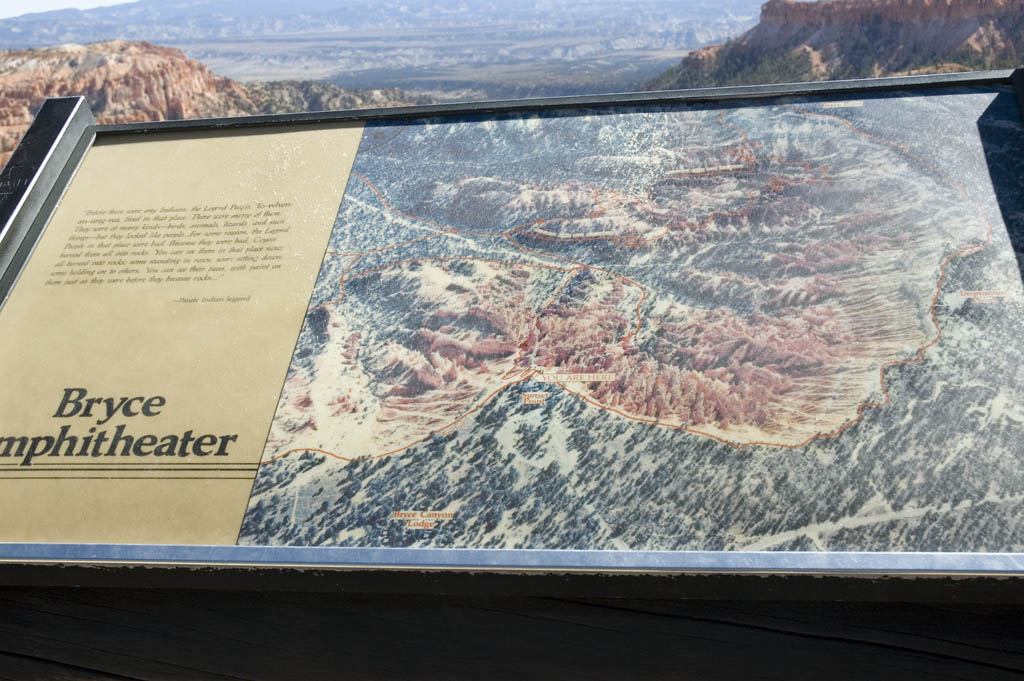 "Before there were any Indians, the Legend People, To-when-
an-ung-wa, lived in that place. There were many of them.
They were of many kinds—birds, animals, lizards and such
things—but they looked like people...For some reason, the Legend
People in that place were bad. Because they were bad, Coyote
turned them all into rocks. You can see them in that place now;
all turned into rocks; some standing in rows, some sitting down,
some holding on to others. You can see their faces, with paint on
them just as they were before they became rocks..."
—Paiute Indian legend
Bryce
mphitheater
YOU ARE HERE
Sunset
Point
Bryce Canyon
Lodge